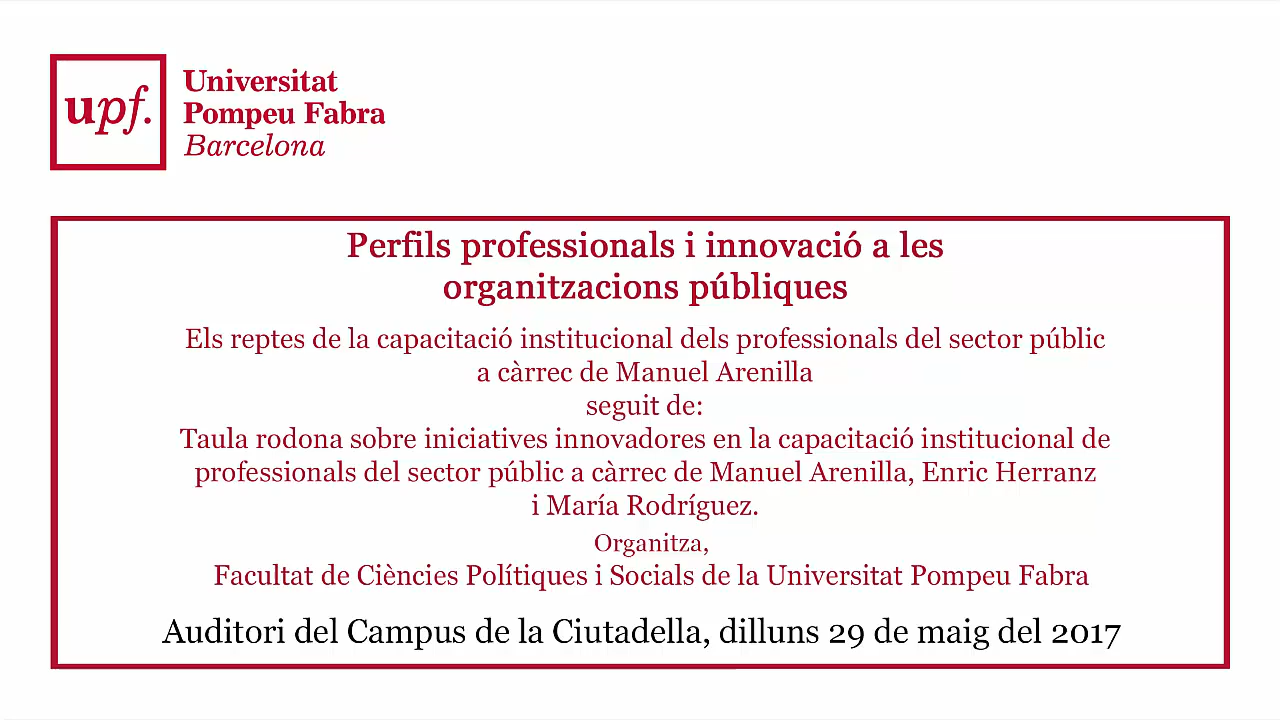 upf.
Universitat
Pompeu Fabra
Barcelona
Perfils professionals i innovació a les
organitzacions públiques
Els reptes de la capacitació institucional dels professionals del sector públic
a càrrec de Manuel Arenilla
seguit de:
Taula rodona sobre iniciatives innovadores en la capacitació institucional de
professionals del sector públic a càrrec de Manuel Arenilla, Enric Herranz
i María Rodríguez.
Organitza,
Facultat de Ciències Polítiques i Socials de la Universitat Pompeu Fabra
Auditori del Campus de la Ciutadella, dilluns 29 de maig del 2017